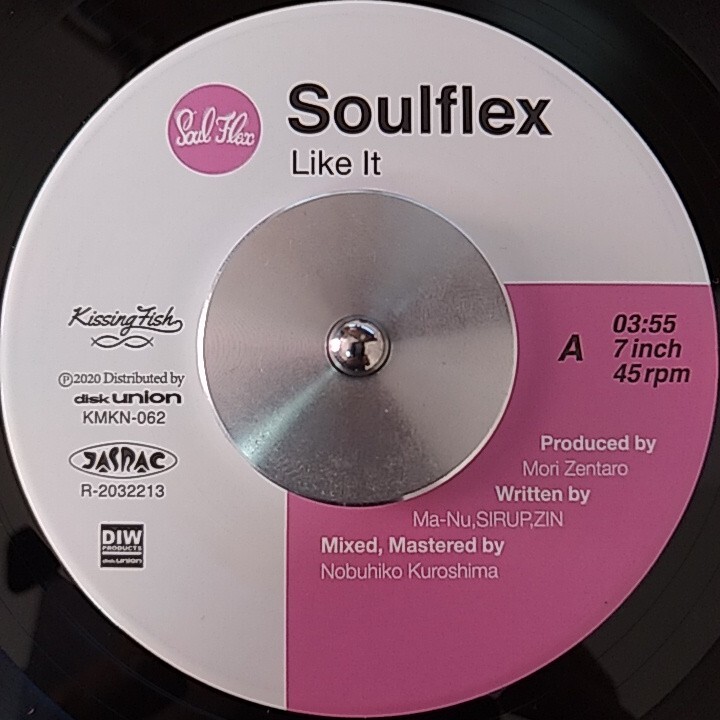 Soul Flex
Soulflex
Like It
Kissing Fish
℗2020 Distributed by
disk union
KMKN-062
JASRAC
R-2032213
DIW
PRODUCTS
disk union
A
03:55
7 inch
45 rpm
Produced by
Mori Zentaro
Written by
Ma-Nu,SIRUP,ZIN
Mixed, Mastered by
Nobuhiko Kuroshima